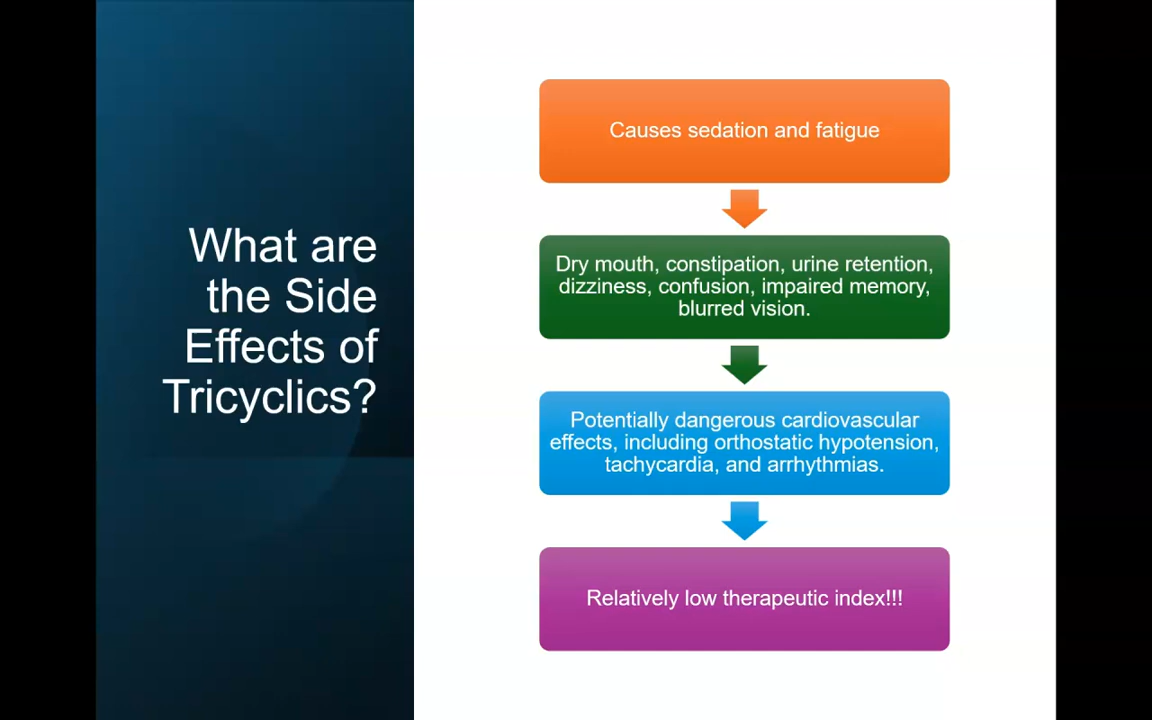 What are
the Side
Effects of
Tricyclics?
Causes sedation and fatigue
Dry mouth, constipation, urine retention,
dizziness, confusion, impaired memory,
blurred vision.
Potentially dangerous cardiovascular
effects, including orthostatic hypotension,
tachycardia, and arrhythmias.
Relatively low therapeutic index!!!